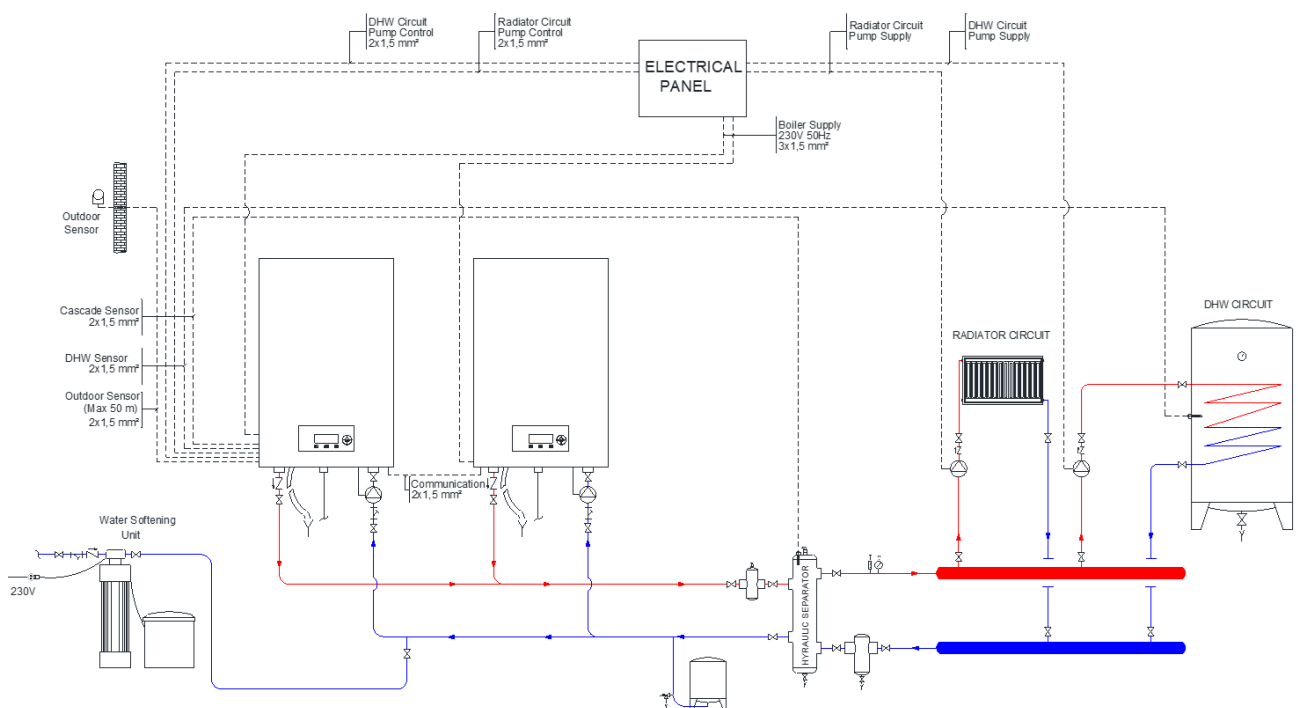 DHW Circuit
Pump Control
2x1,5 mm²
Radiator Circuit
Pump Control
2x1,5 mm²
ELECTRICAL
PANEL
Radiator Circuit
Pump Supply
DHW Circuit
Pump Supply
Boiler Supply
230V 50Hz
3x1,5 mm²
Outdoor
Sensor
Cascade Sensor
2x1,5 mm²
DHW Sensor
2x1,5 mm²
Outdoor Sensor
(Max 50 m)
2x1,5 mm²
DHW CIRCUIT
RADIATOR CIRCUIT
Communication
2x1,5 mm²
Water Softening
Unit
230V
HYRAULIC SEPARATOR